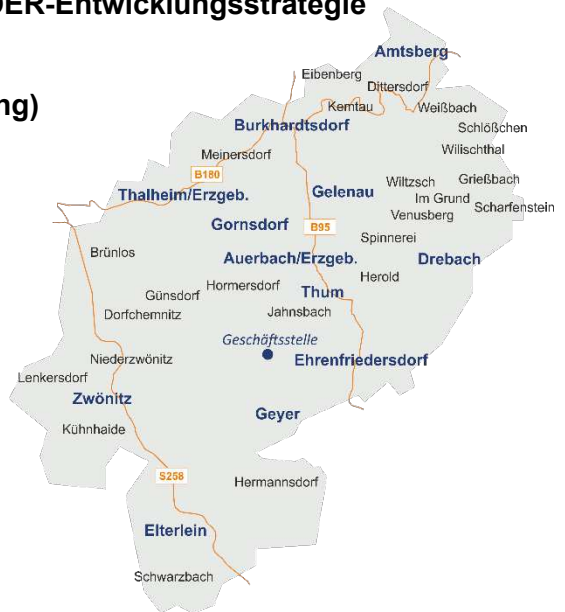 DER-Entwicklungsstrategie
ng)
Amtsberg
Eibenberg
Dittersdorf
Kemtau
Weißbach
Burkhardtsdorf
Schlößchen
Meinersdorf
Wilischthal
B180
Thalheim/Erzgeb.
Gelenau
Wiltzsch
Grießbach
Im Grund
Scharfenstein
Venusberg
Gornsdorf
B95
Spinnerei
Brünlos
Auerbach/Erzgeb.
Drebach
Herold
Hormersdorf
Thum
Günsdorf
Dorfchemnitz
Jahnsbach
Geschäftsstelle
Niederzwönitz
Ehrenfriedersdorf
Lenkersdorf
Zwönitz
Geyer
Kühnhaide
S258
Hermannsdorf
Elterlein
Schwarzbach